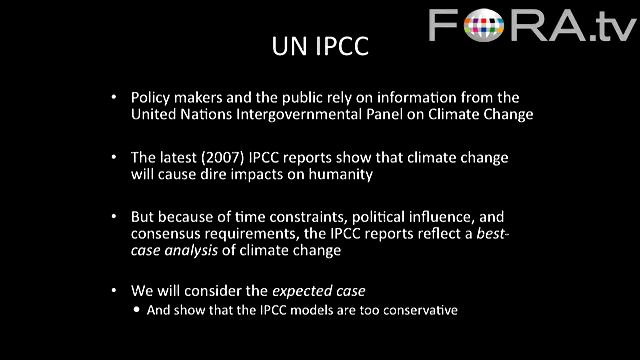 FORA.tv
UN IPCC
• Policy makers and the public rely on information from the
United Nations Intergovernmental Panel on Climate Change
• The latest (2007) IPCC reports show that climate change
will cause dire impacts on humanity
• But because of time constraints, political influence, and
consensus requirements, the IPCC reports reflect a best-
case analysis of climate change
• We will consider the expected case
• And show that the IPCC models are too conservative